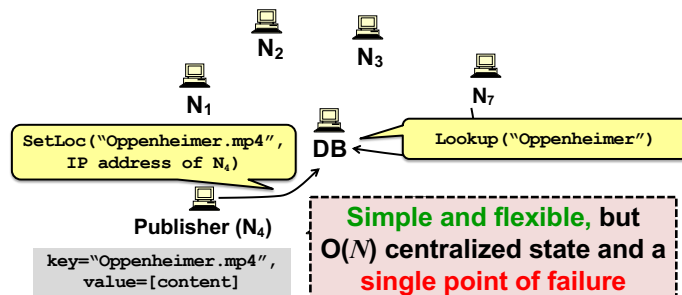 N2
N3
N1
N7
SetLoc(“Oppenheimer.mp4”,
IP address of N4)
DB
Lookup(“Oppenheimer”)
Publisher (N4)
key=“Oppenheimer.mp4”,
value=[content]
Simple and flexible, but
O(N) centralized state and a
single point of failure